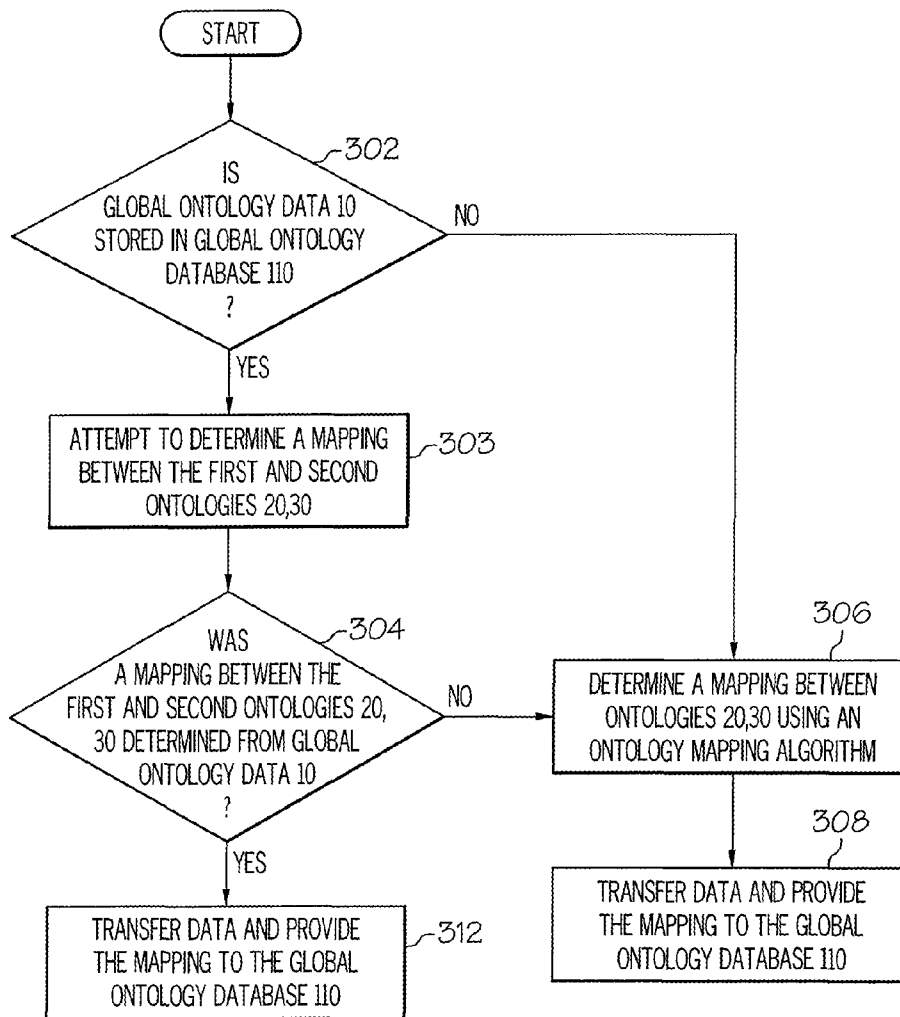 START
302
IS
GLOBAL ONTOLOGY DATA 10
STORED IN GLOBAL ONTOLOGY
DATABASE 110
?
NO
YES
ATTEMPT TO DETERMINE A MAPPING
BETWEEN THE FIRST AND SECOND
ONTOLOGIES 20,30
303
304
WAS
A MAPPING BETWEEN THE
FIRST AND SECOND ONTOLOGIES 20,
30 DETERMINED FROM GLOBAL
ONTOLOGY DATA 10
?
NO
YES
306
DETERMINE A MAPPING BETWEEN
ONTOLOGIES 20,30 USING AN
ONTOLOGY MAPPING ALGORITHM
308
TRANSFER DATA AND PROVIDE
THE MAPPING TO THE GLOBAL
ONTOLOGY DATABASE 110
TRANSFER DATA AND PROVIDE
THE MAPPING TO THE GLOBAL
ONTOLOGY DATABASE 110
312